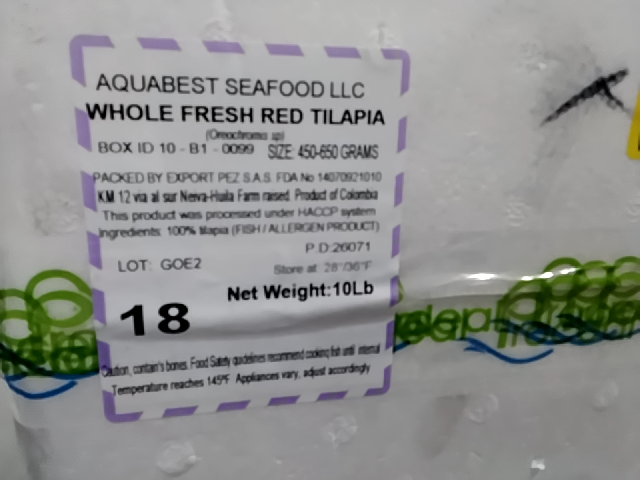 AQUABEST SEAFOOD LLC
WHOLE FRESH RED TILAPIA
(Oreochromis sp)
BOX ID 10 - B1 - 0099 SIZE: 450-650 GRAMS
PACKED BY EXPORT PEZ S.A.S. FDA No 14070921010
KM 12 via al sur Neiva-Huila Farm raised. Product of Colombia
This product was processed under HACCP system
Ingredients: 100% tilapia (FISH / ALLERGEN PRODUCT)
P.D:26071
LOT: GOE2
Store at: 28°/36°F
Net Weight:10Lb
18
Caution, contain's bones. Food Safety guidelines recommend cooking fish until internal
Temperature reaches 145ºF Appliances vary, adjust accordingly